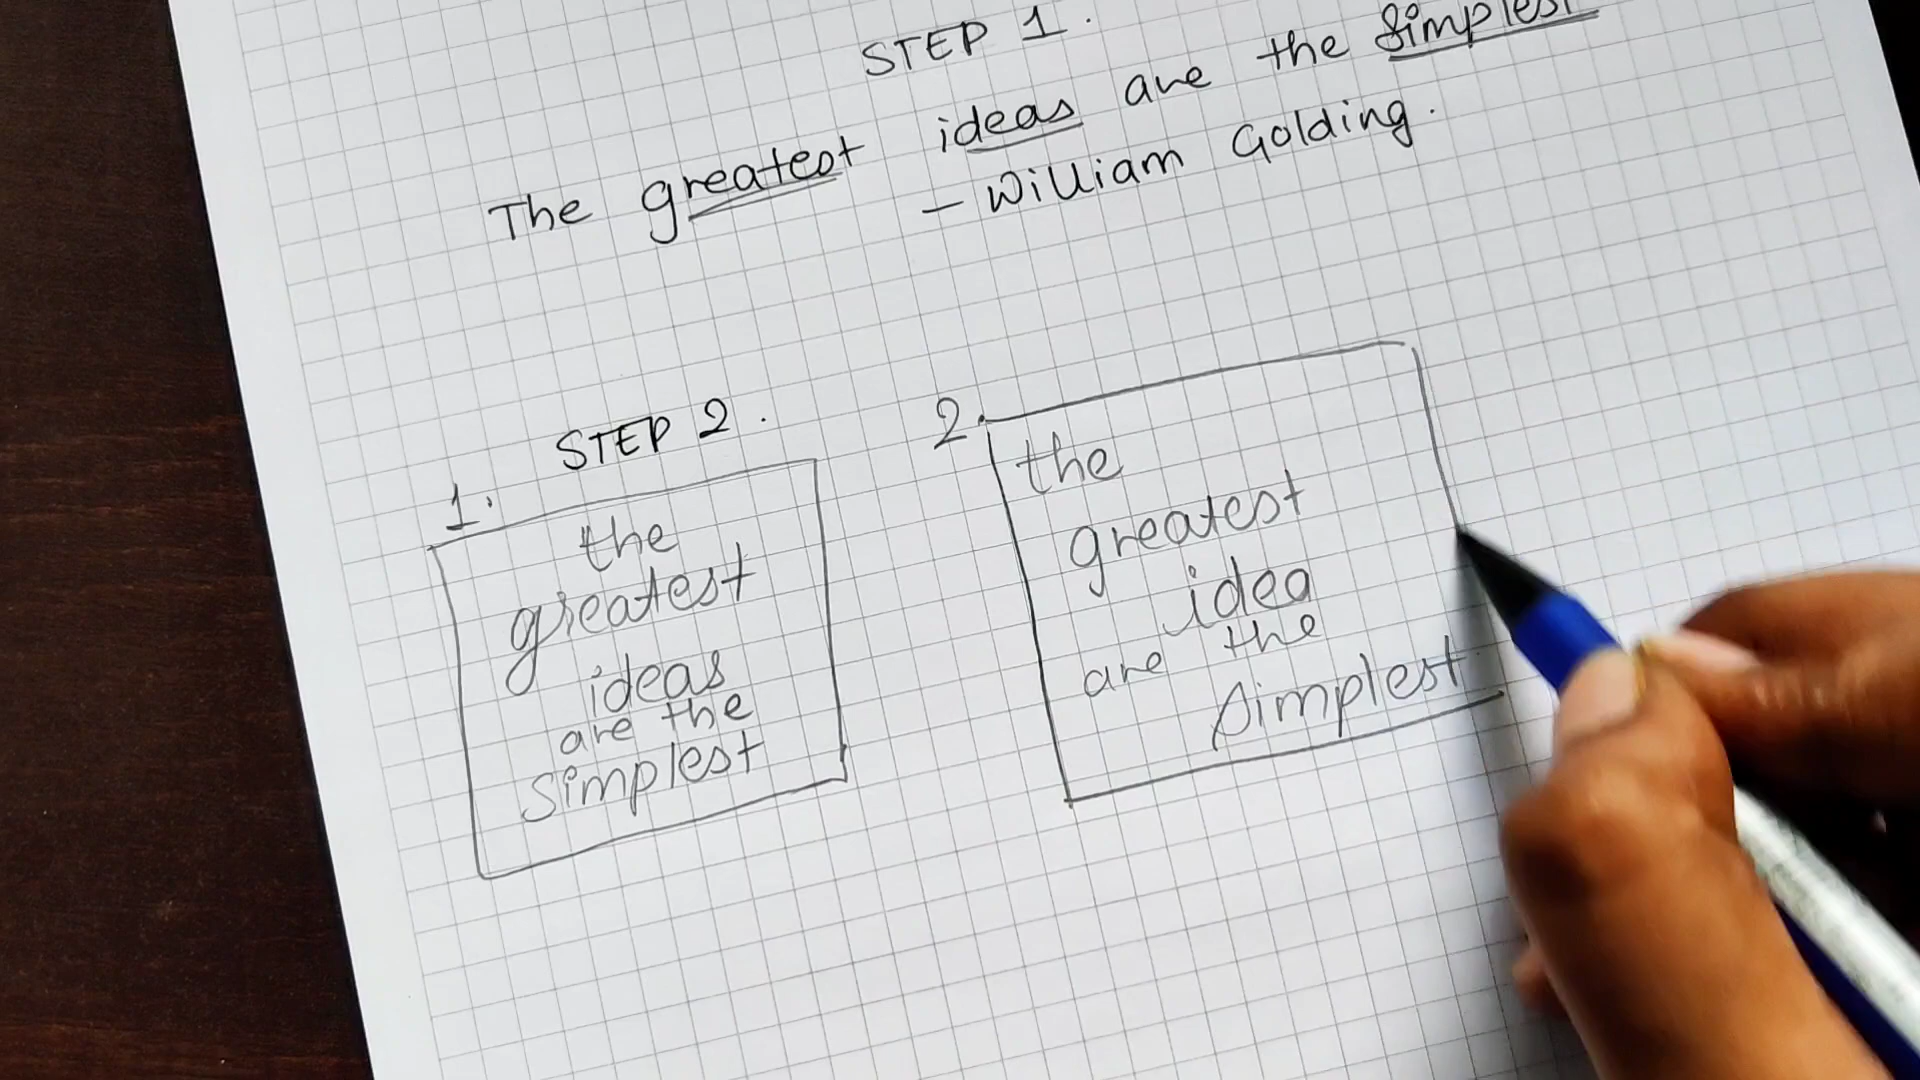 STEP 1.
The greatest ideas are the simplest
– William Golding.
STEP 2.
1.
the
greatest
ideas
are the
simplest
2.
the
greatest
idea
are the
simplest